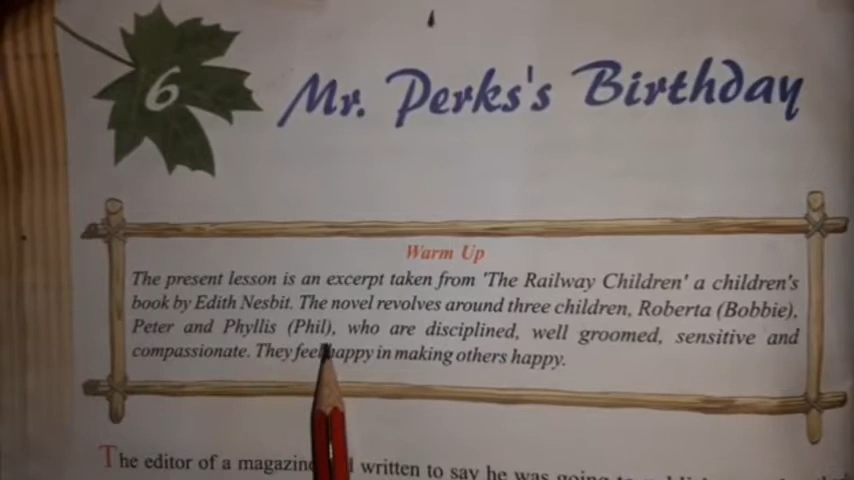 6
Mr. Perks's Birthday
Warm Up
The present lesson is an excerpt taken from 'The Railway Children' a children's
book by Edith Nesbit. The novel revolves around three children, Roberta (Bobbie),
Peter and Phyllis (Phil), who are disciplined, well groomed, sensitive and
compassionate. They feel happy in making others happy.
The editor of a magazine written to say he was going to